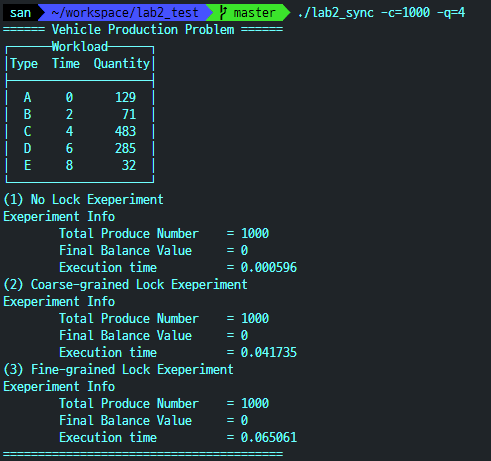 san ~/workspace/lab2_test master ./lab2_sync -c=1000 -q=4
====== Vehicle Production Problem ======
Workload
Type Time Quantity
A 0 129
B 2 71
C 4 483
D 6 285
E 8 32
(1) No Lock Exeperiment
Exeperiment Info
Total Produce Number = 1000
Final Balance Value = 0
Execution time = 0.000596
(2) Coarse-grained Lock Exeperiment
Exeperiment Info
Total Produce Number = 1000
Final Balance Value = 0
Execution time = 0.041735
(3) Fine-grained Lock Exeperiment
Exeperiment Info
Total Produce Number = 1000
Final Balance Value = 0
Execution time = 0.065061
========================================